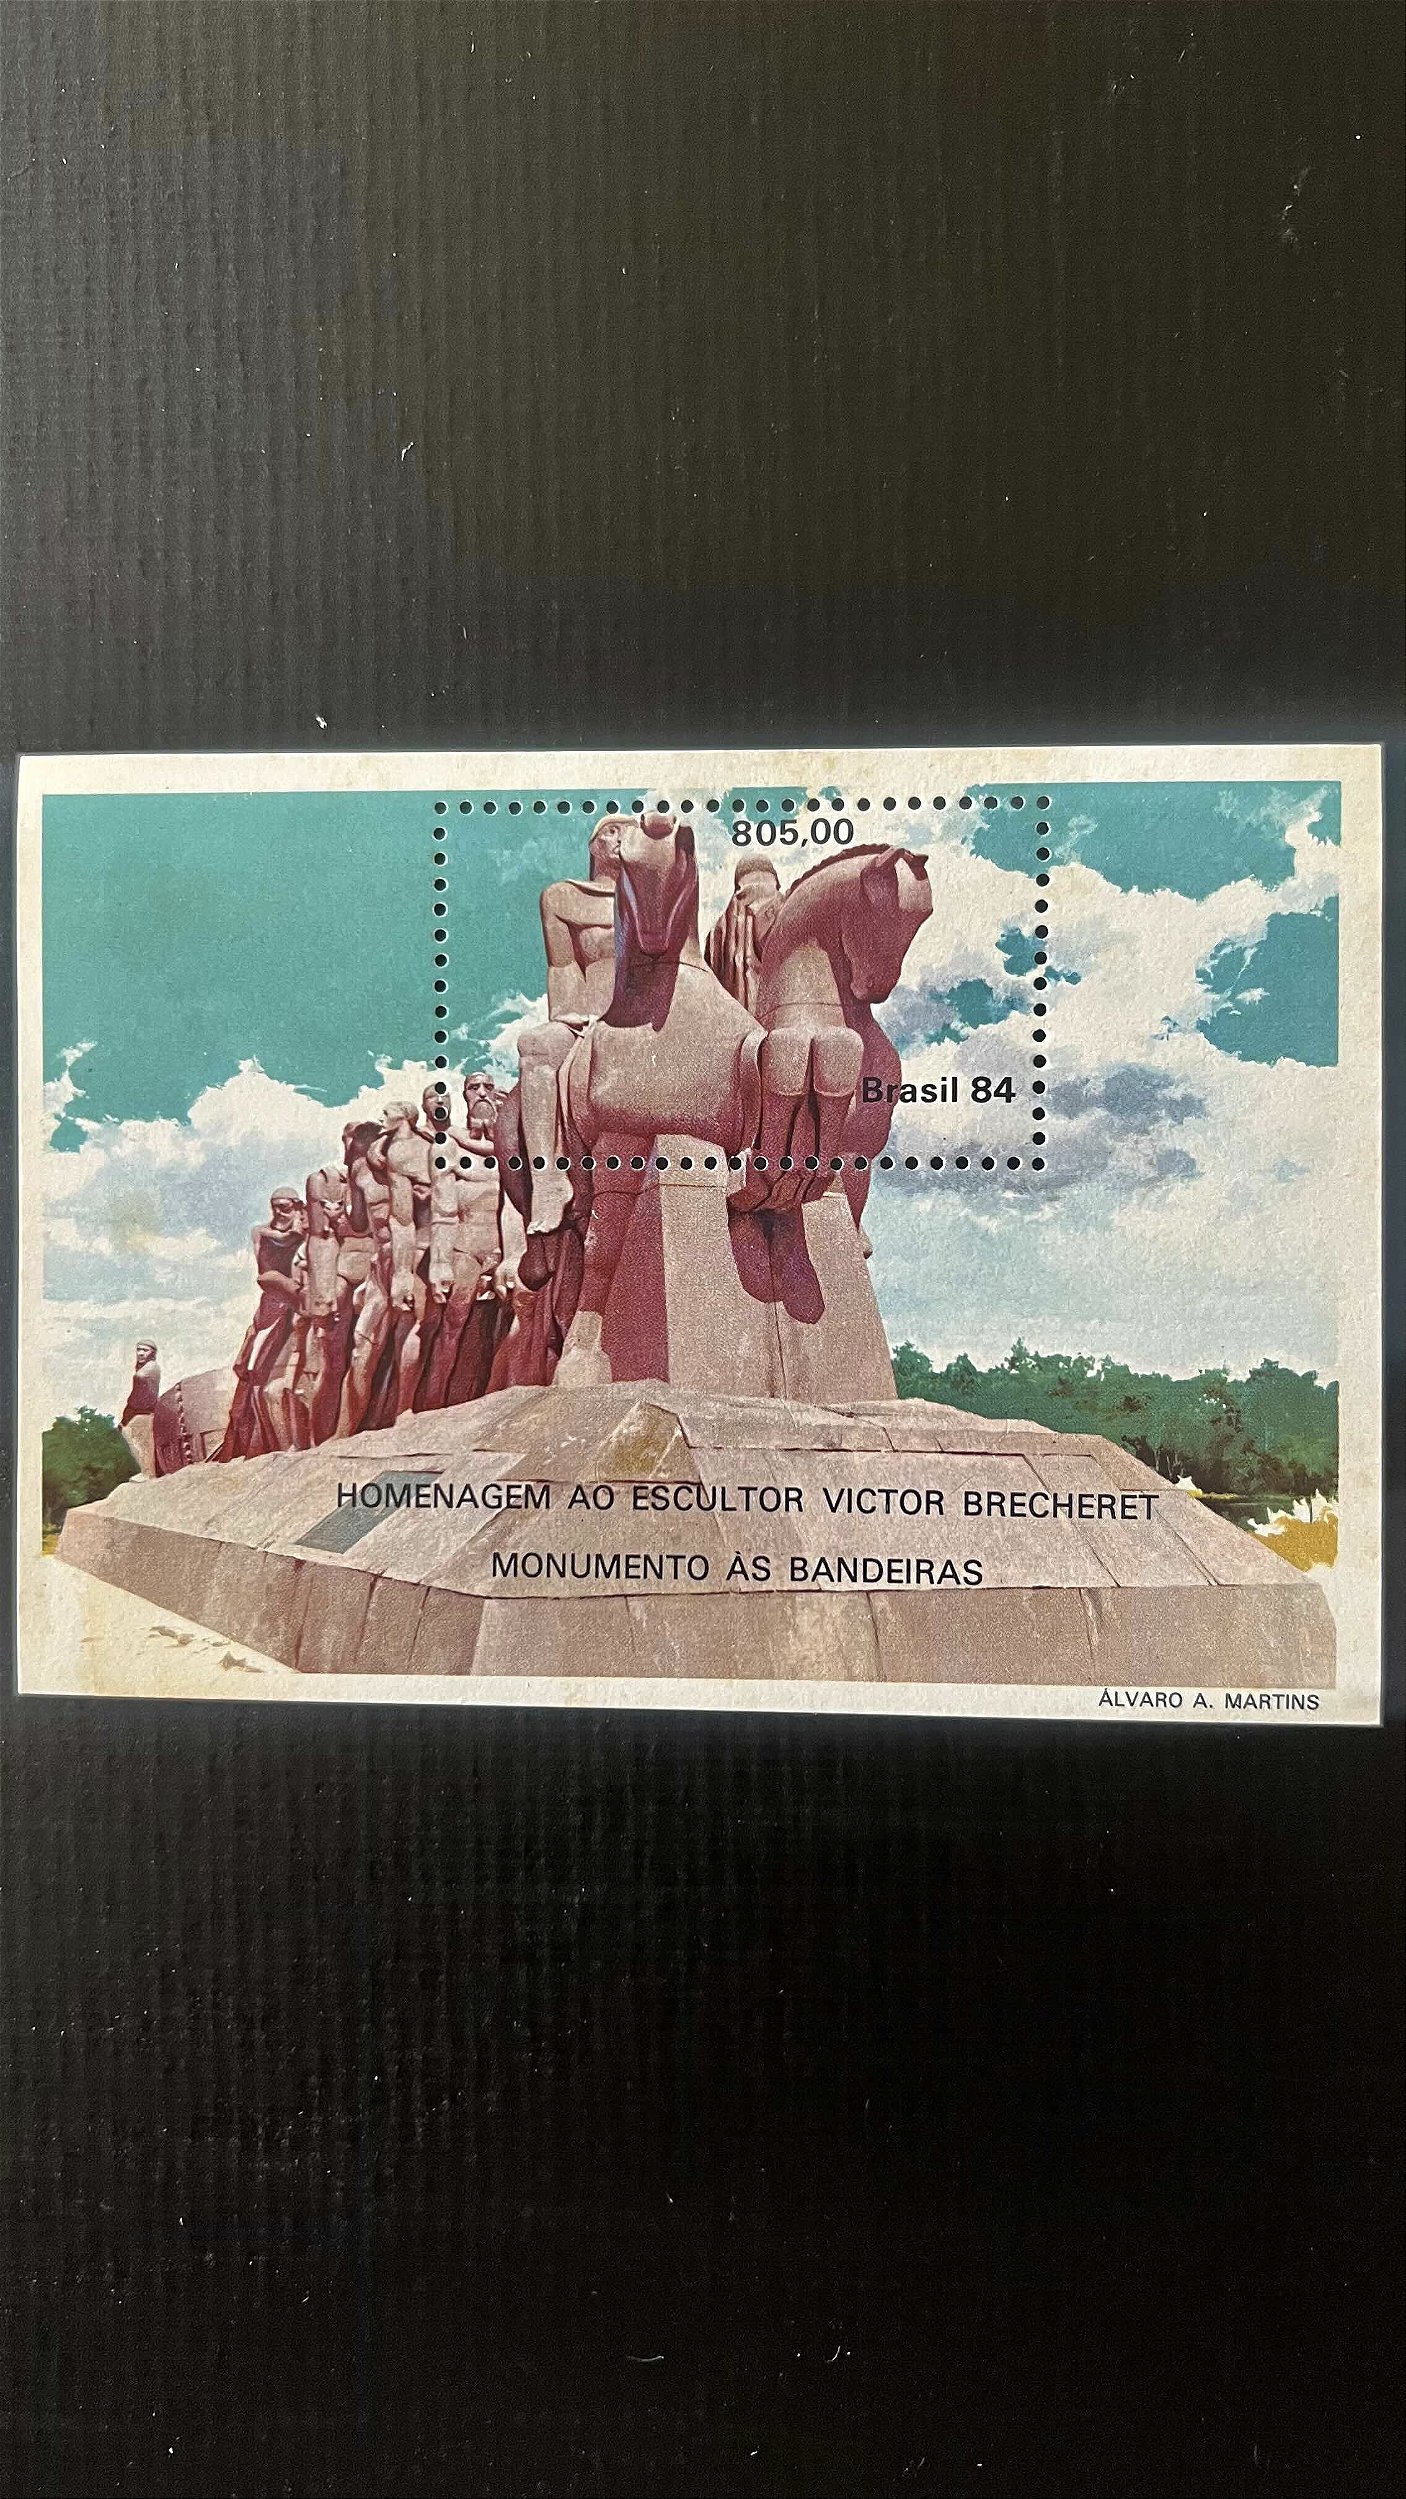 805,00
Brasil 84
HOMENAGEM AO ESCULTOR VICTOR BRECHERET
MONUMENTO ÀS BANDEIRAS
ÁLVARO A. MARTINS